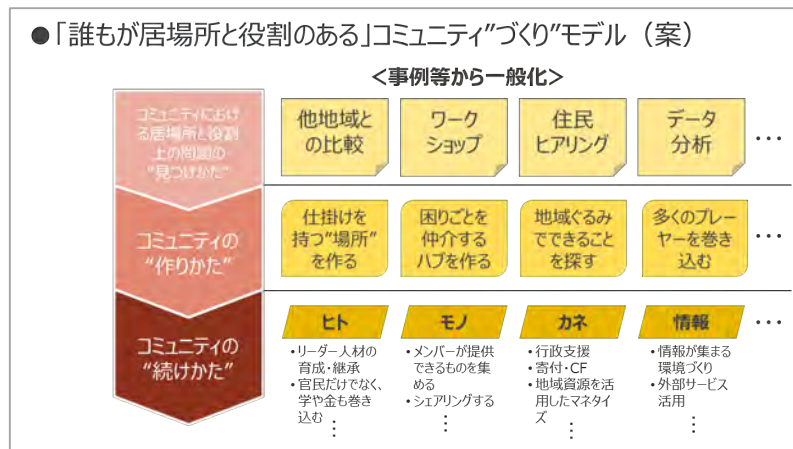 ●「誰もが居場所と役割のある」コミュニティ”づくり”モデル（案）
＜事例等から一般化＞
コミュニティにおけ
る居場所と役割
上の問題の
“見つけかた”
他地域と
の比較
ワーク
ショップ
住民
ヒアリング
データ
分析
…
コミュニティの
“作りかた”
仕掛けを
持つ”場所”
を作る
困りごとを
仲介する
ハブを作る
地域ぐるみ
でできること
を探す
多くのプレー
ヤーを巻き
込む
…
コミュニティの
“続けかた”
ヒト
・リーダー人材の
育成・継承
・官民だけでなく、
学や金も巻き
込む
⋮
モノ
・メンバーが提供
できるものを集
める
・シェアリングする
⋮
カネ
・行政支援
・寄付・CF
・地域資源を活
用したマネタイ
ズ
⋮
情報
・情報が集まる
環境づくり
・外部サービス
活用
⋮
…